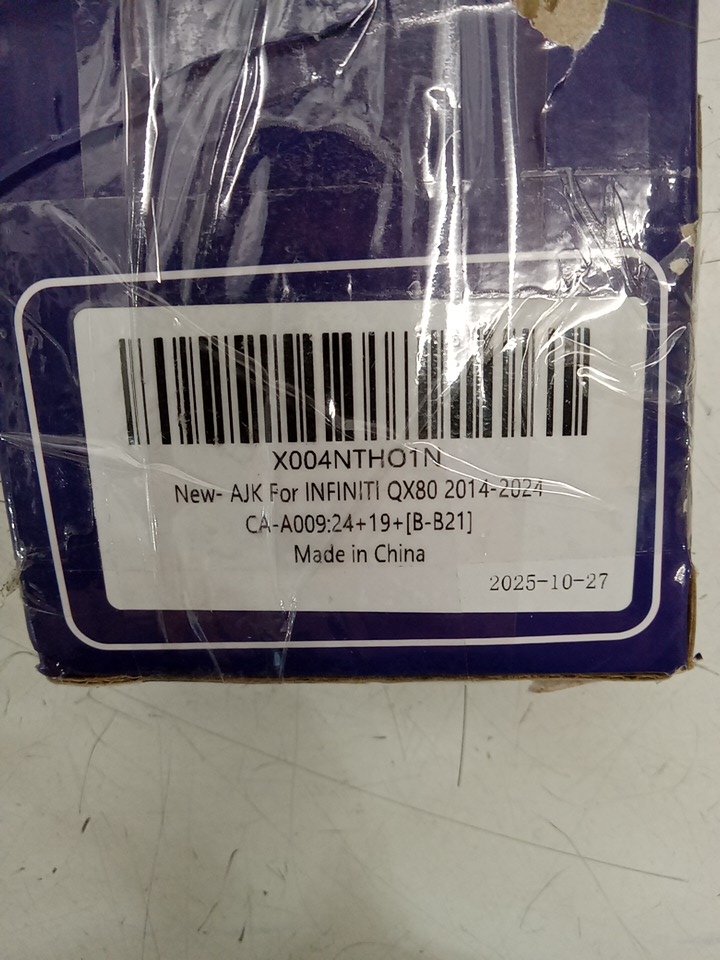 X004NTHO1N
New- AJK For INFINITI QX80 2014-2024
CA-A009:24+19+[B-B21]
Made in China
2025-10-27